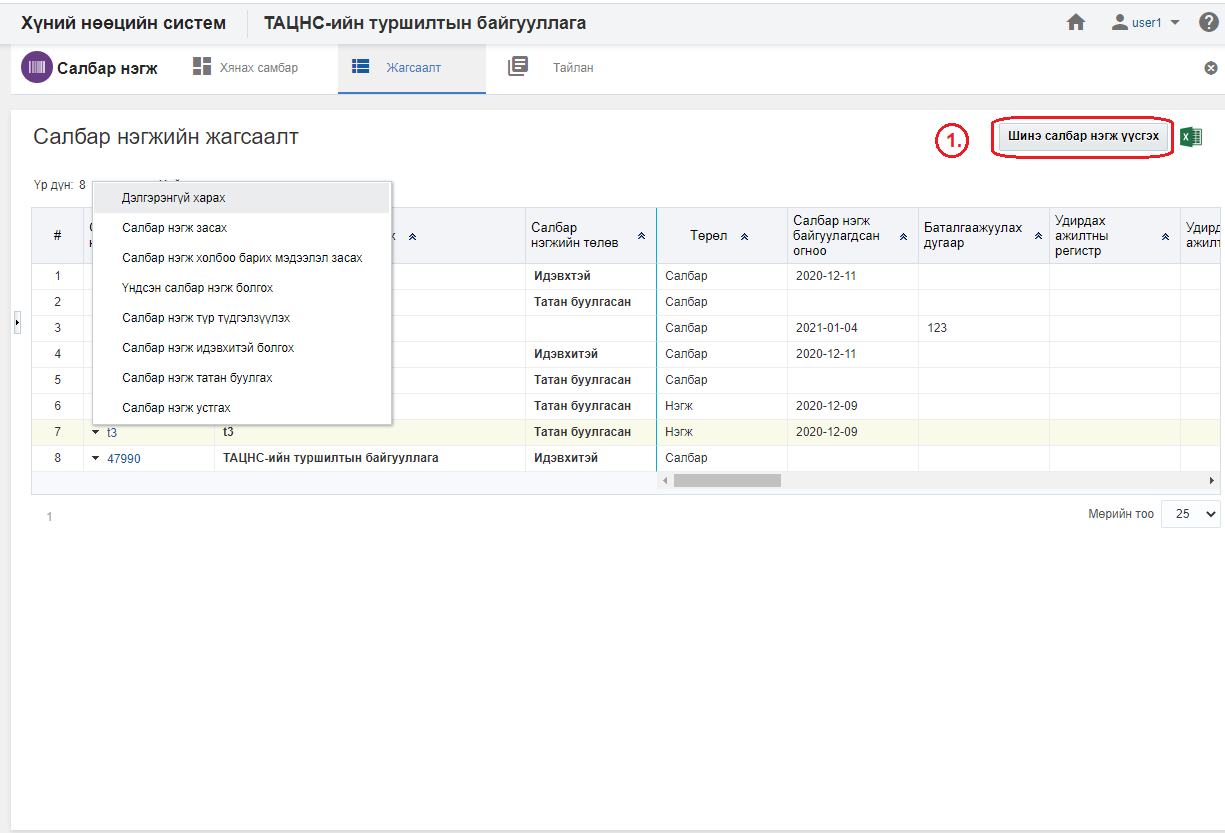 Хүний нөөцийн систем
ТАЦНС-ийн туршилтын байгууллага
user1
Салбар нэгж
Хянах самбар
Жагсаалт
Тайлан
Салбар нэгжийн жагсаалт
1.
Шинэ салбар нэгж үүсгэх
Үр дүн: 8
Дэлгэрэнгүй харах
Салбар нэгж засах
Салбар нэгж холбоо барих мэдээлэл засах
Үндсэн салбар нэгж болгох
Салбар нэгж түр түдгэлзүүлэх
Салбар нэгж идэвхитэй болгох
Салбар нэгж татан буулгах
Салбар нэгж устгах
#
Салбар
нэгжийн төлөв
Төрөл
Салбар нэгж
байгуулагдсан
огноо
Баталгаажуулах
дугаар
Удирдах
ажилтны
регистр
1 Идэвхтэй Салбар 2020-12-11
2 Татан буулгасан Салбар
3 Салбар 2021-01-04 123
4 Идэвхитэй Салбар 2020-12-11
5 Татан буулгасан Салбар
6 Татан буулгасан Нэгж 2020-12-09
7 t3 t3 Татан буулгасан Нэгж 2020-12-09
8 47990 ТАЦНС-ийн туршилтын байгууллага Идэвхитэй Салбар
1
Мөрийн тоо 25